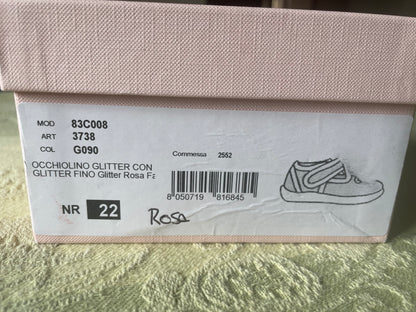 MOD 83C008
ART 3738
COL G090
Commessa 2552
OCCHIOLINO GLITTER CON
GLITTER FINO Glitter Rosa Fa
8 050719 816845
NR 22
Rosa